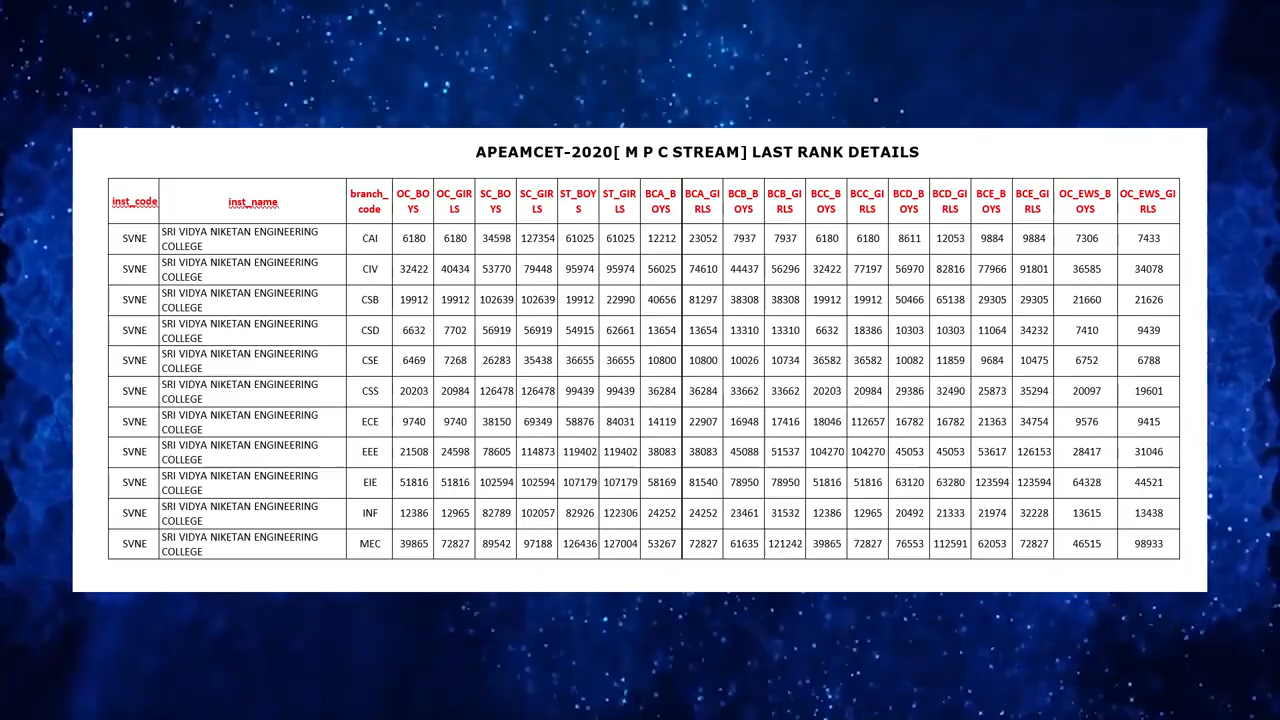 APEAMCET-2020[ M P C STREAM] LAST RANK DETAILS
inst_code inst_name branch_code OC_BOYS OC_GIRLS SC_BOYS SC_GIRLS ST_BOYS ST_GIRLS BCA_BOYS BCA_GIRLS BCB_BOYS BCB_GIRLS BCC_BOYS BCC_GIRLS BCD_BOYS BCD_GIRLS BCE_BOYS BCE_GIRLS OC_EWS_BOYS OC_EWS_GIRLS
SVNE SRI VIDYA NIKETAN ENGINEERING COLLEGE CAI 6180 6180 34598 127354 61025 61025 12212 23052 7937 7937 6180 6180 8611 12053 9884 9884 7306 7433
SVNE SRI VIDYA NIKETAN ENGINEERING COLLEGE CIV 32422 40434 53770 79448 95974 95974 56025 74610 44437 56296 32422 77197 56970 82816 77966 91801 36585 34078
SVNE SRI VIDYA NIKETAN ENGINEERING COLLEGE CSB 19912 19912 102639 102639 19912 22990 40656 81297 38308 38308 19912 19912 50466 65138 29305 29305 21660 21626
SVNE SRI VIDYA NIKETAN ENGINEERING COLLEGE CSD 6632 7702 56919 56919 54915 62661 13654 13654 13310 13310 6632 18386 10303 10303 11064 34232 7410 9439
SVNE SRI VIDYA NIKETAN ENGINEERING COLLEGE CSE 6469 7268 26283 35438 36655 36655 10800 10800 10026 10734 36582 36582 10082 11859 9684 10475 6752 6788
SVNE SRI VIDYA NIKETAN ENGINEERING COLLEGE CSS 20203 20984 126478 126478 99439 99439 36284 36284 33662 33662 20203 20984 29386 32490 25873 35294 20097 19601
SVNE SRI VIDYA NIKETAN ENGINEERING COLLEGE ECE 9740 9740 38150 69349 58876 84031 14119 22907 16948 17416 18046 112657 16782 16782 21363 34754 9576 9415
SVNE SRI VIDYA NIKETAN ENGINEERING COLLEGE EEE 21508 24598 78605 114873 119402 119402 38083 38083 45088 51537 104270 104270 45053 45053 53617 126153 28417 31046
SVNE SRI VIDYA NIKETAN ENGINEERING COLLEGE EIE 51816 51816 102594 102594 107179 107179 58169 81540 78950 78950 51816 51816 63120 63280 123594 123594 64328 44521
SVNE SRI VIDYA NIKETAN ENGINEERING COLLEGE INF 12386 12965 82789 102057 82926 122306 24252 24252 23461 31532 12386 12965 20492 21333 21974 32228 13615 13438
SVNE SRI VIDYA NIKETAN ENGINEERING COLLEGE MEC 39865 72827 89542 97188 126436 127004 53267 72827 61635 121242 39865 72827 76553 112591 62053 72827 46515 98933